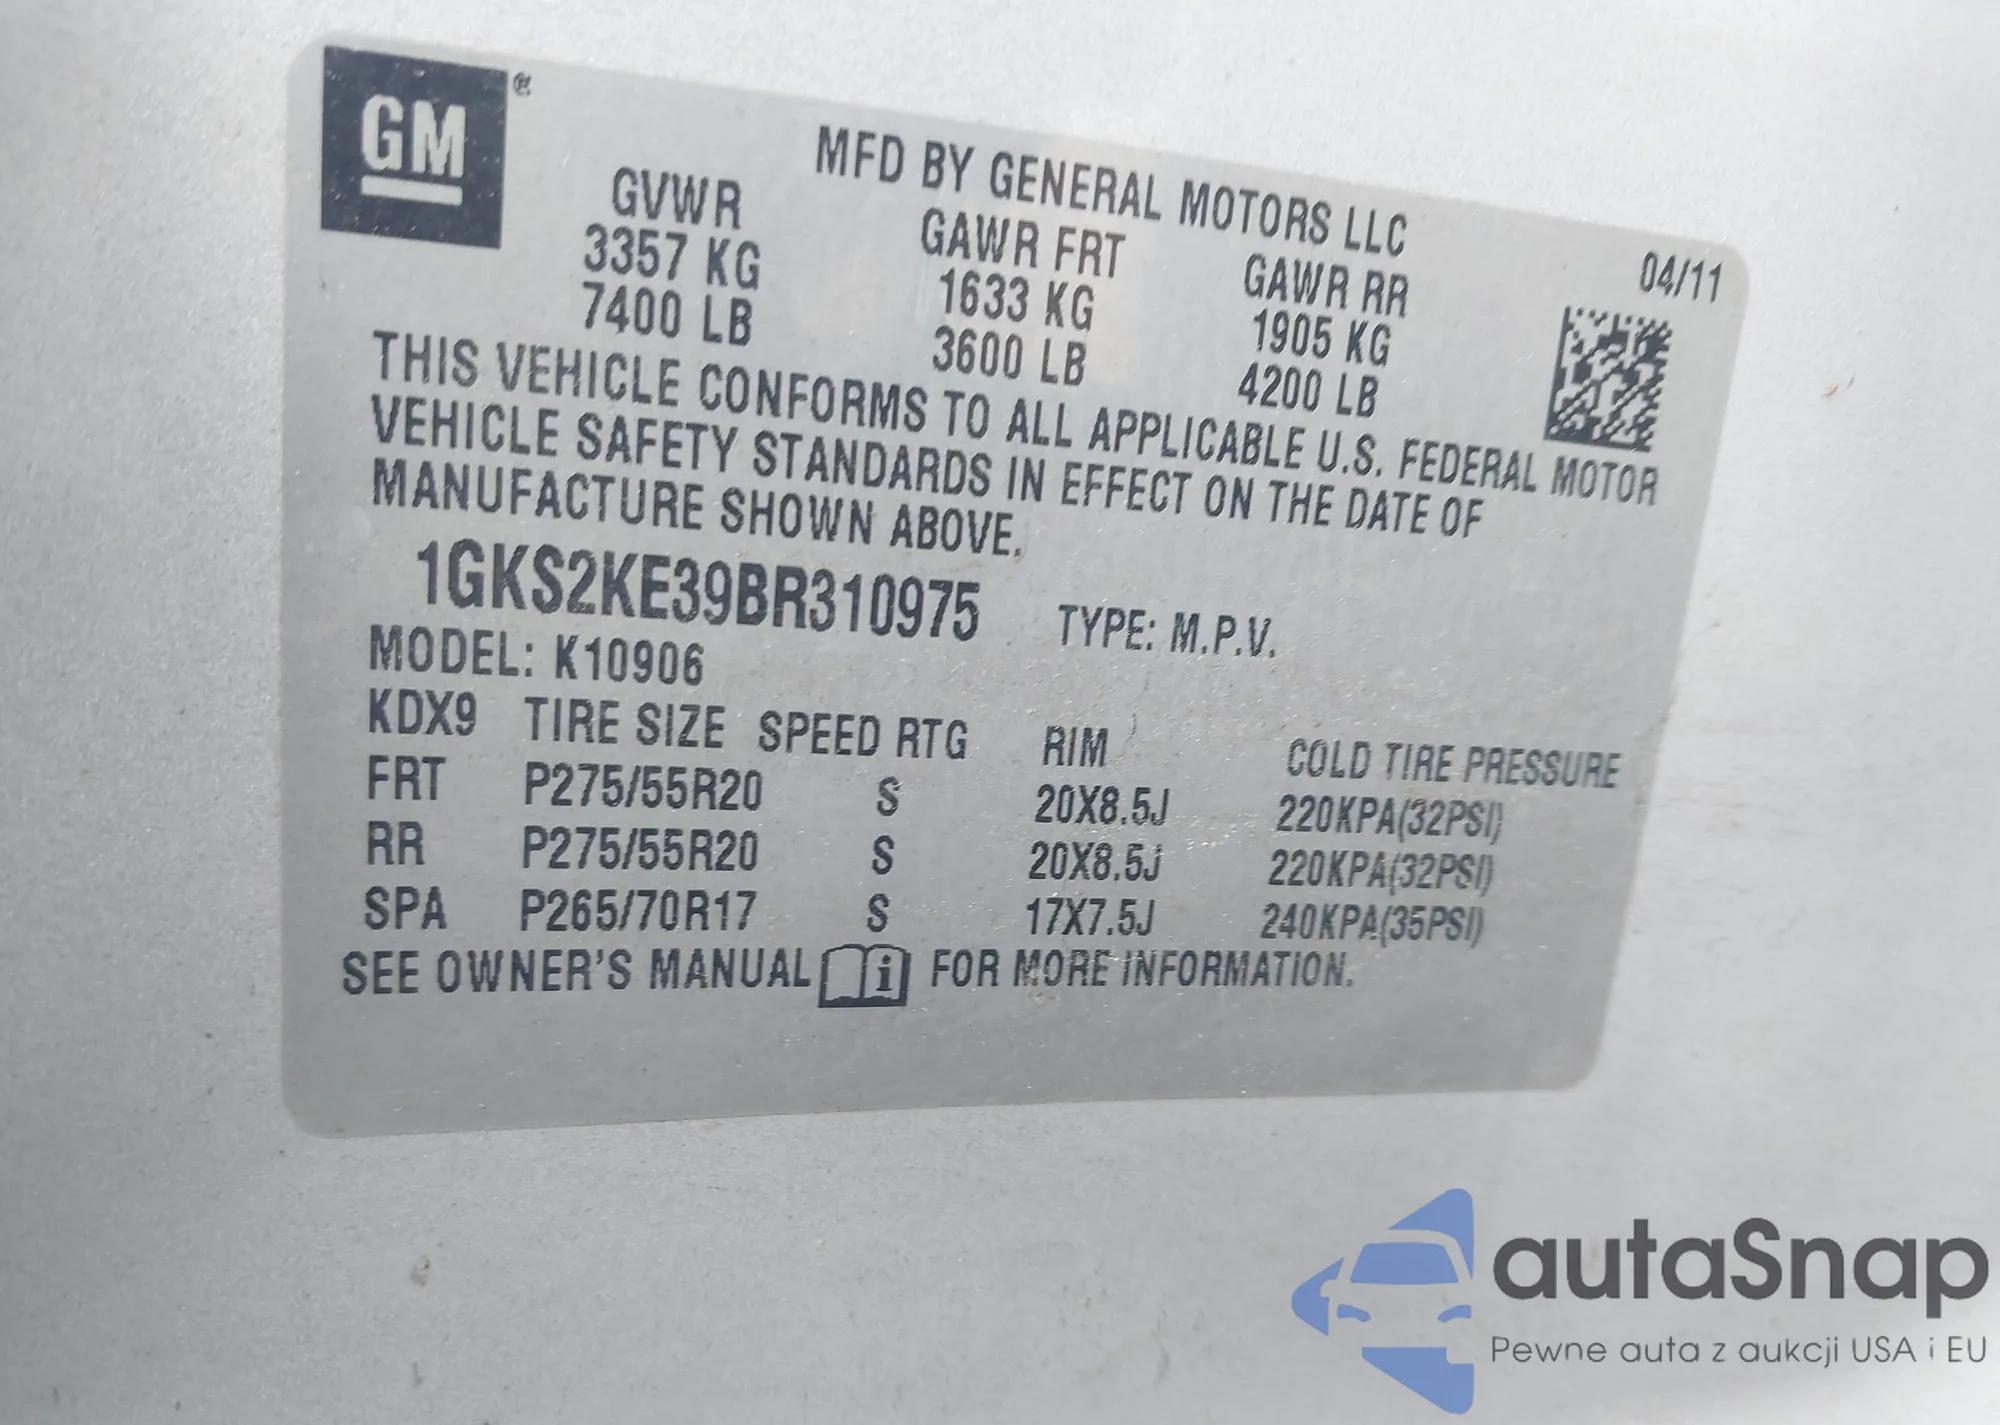 GM®
MFD BY GENERAL MOTORS LLC
04/11
GVWR GAWR FRT GAWR RR
3357 KG 1633 KG 1905 KG
7400 LB 3600 LB 4200 LB
THIS VEHICLE CONFORMS TO ALL APPLICABLE U.S. FEDERAL MOTOR
VEHICLE SAFETY STANDARDS IN EFFECT ON THE DATE OF
MANUFACTURE SHOWN ABOVE.
1GKS2KE39BR310975 TYPE: M.P.V.
MODEL: K10906
KDX9 TIRE SIZE SPEED RTG RIM COLD TIRE PRESSURE
FRT P275/55R20 S 20X8.5J 220KPA(32PSI)
RR P275/55R20 S 20X8.5J 220KPA(32PSI)
SPA P265/70R17 S 17X7.5J 240KPA(35PSI)
SEE OWNER'S MANUAL i FOR MORE INFORMATION.
autaSnap
Pewne auta z aukcji USA i EU